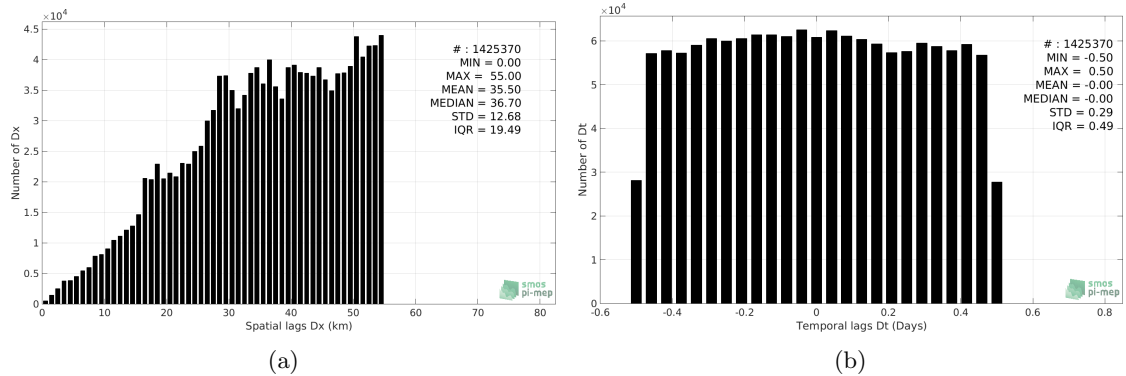 ×10⁴
4.5
4
3.5
3
2.5
2
1.5
1
0.5
0
Number of Dx
# : 1425370
MIN = 0.00
MAX = 55.00
MEAN = 35.50
MEDIAN = 36.70
STD = 12.68
IQR = 19.49
smos
pi-mep
0 10 20 30 40 50 60 70 80
Spatial lags Dx (km)
(a)
×10⁴
6
5
4
3
2
1
0
Number of Dt
# : 1425370
MIN = -0.50
MAX = 0.50
MEAN = -0.00
MEDIAN = -0.00
STD = 0.29
IQR = 0.49
smos
pi-mep
-0.6 -0.4 -0.2 0 0.2 0.4 0.6 0.8
Temporal lags Dt (Days)
(b)